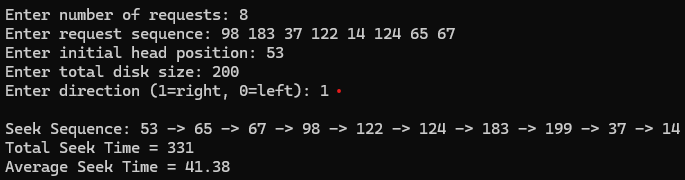 Enter number of requests: 8
Enter request sequence: 98 183 37 122 14 124 65 67
Enter initial head position: 53
Enter total disk size: 200
Enter direction (1=right, 0=left): 1
Seek Sequence: 53 -> 65 -> 67 -> 98 -> 122 -> 124 -> 183 -> 199 -> 37 -> 14
Total Seek Time = 331
Average Seek Time = 41.38